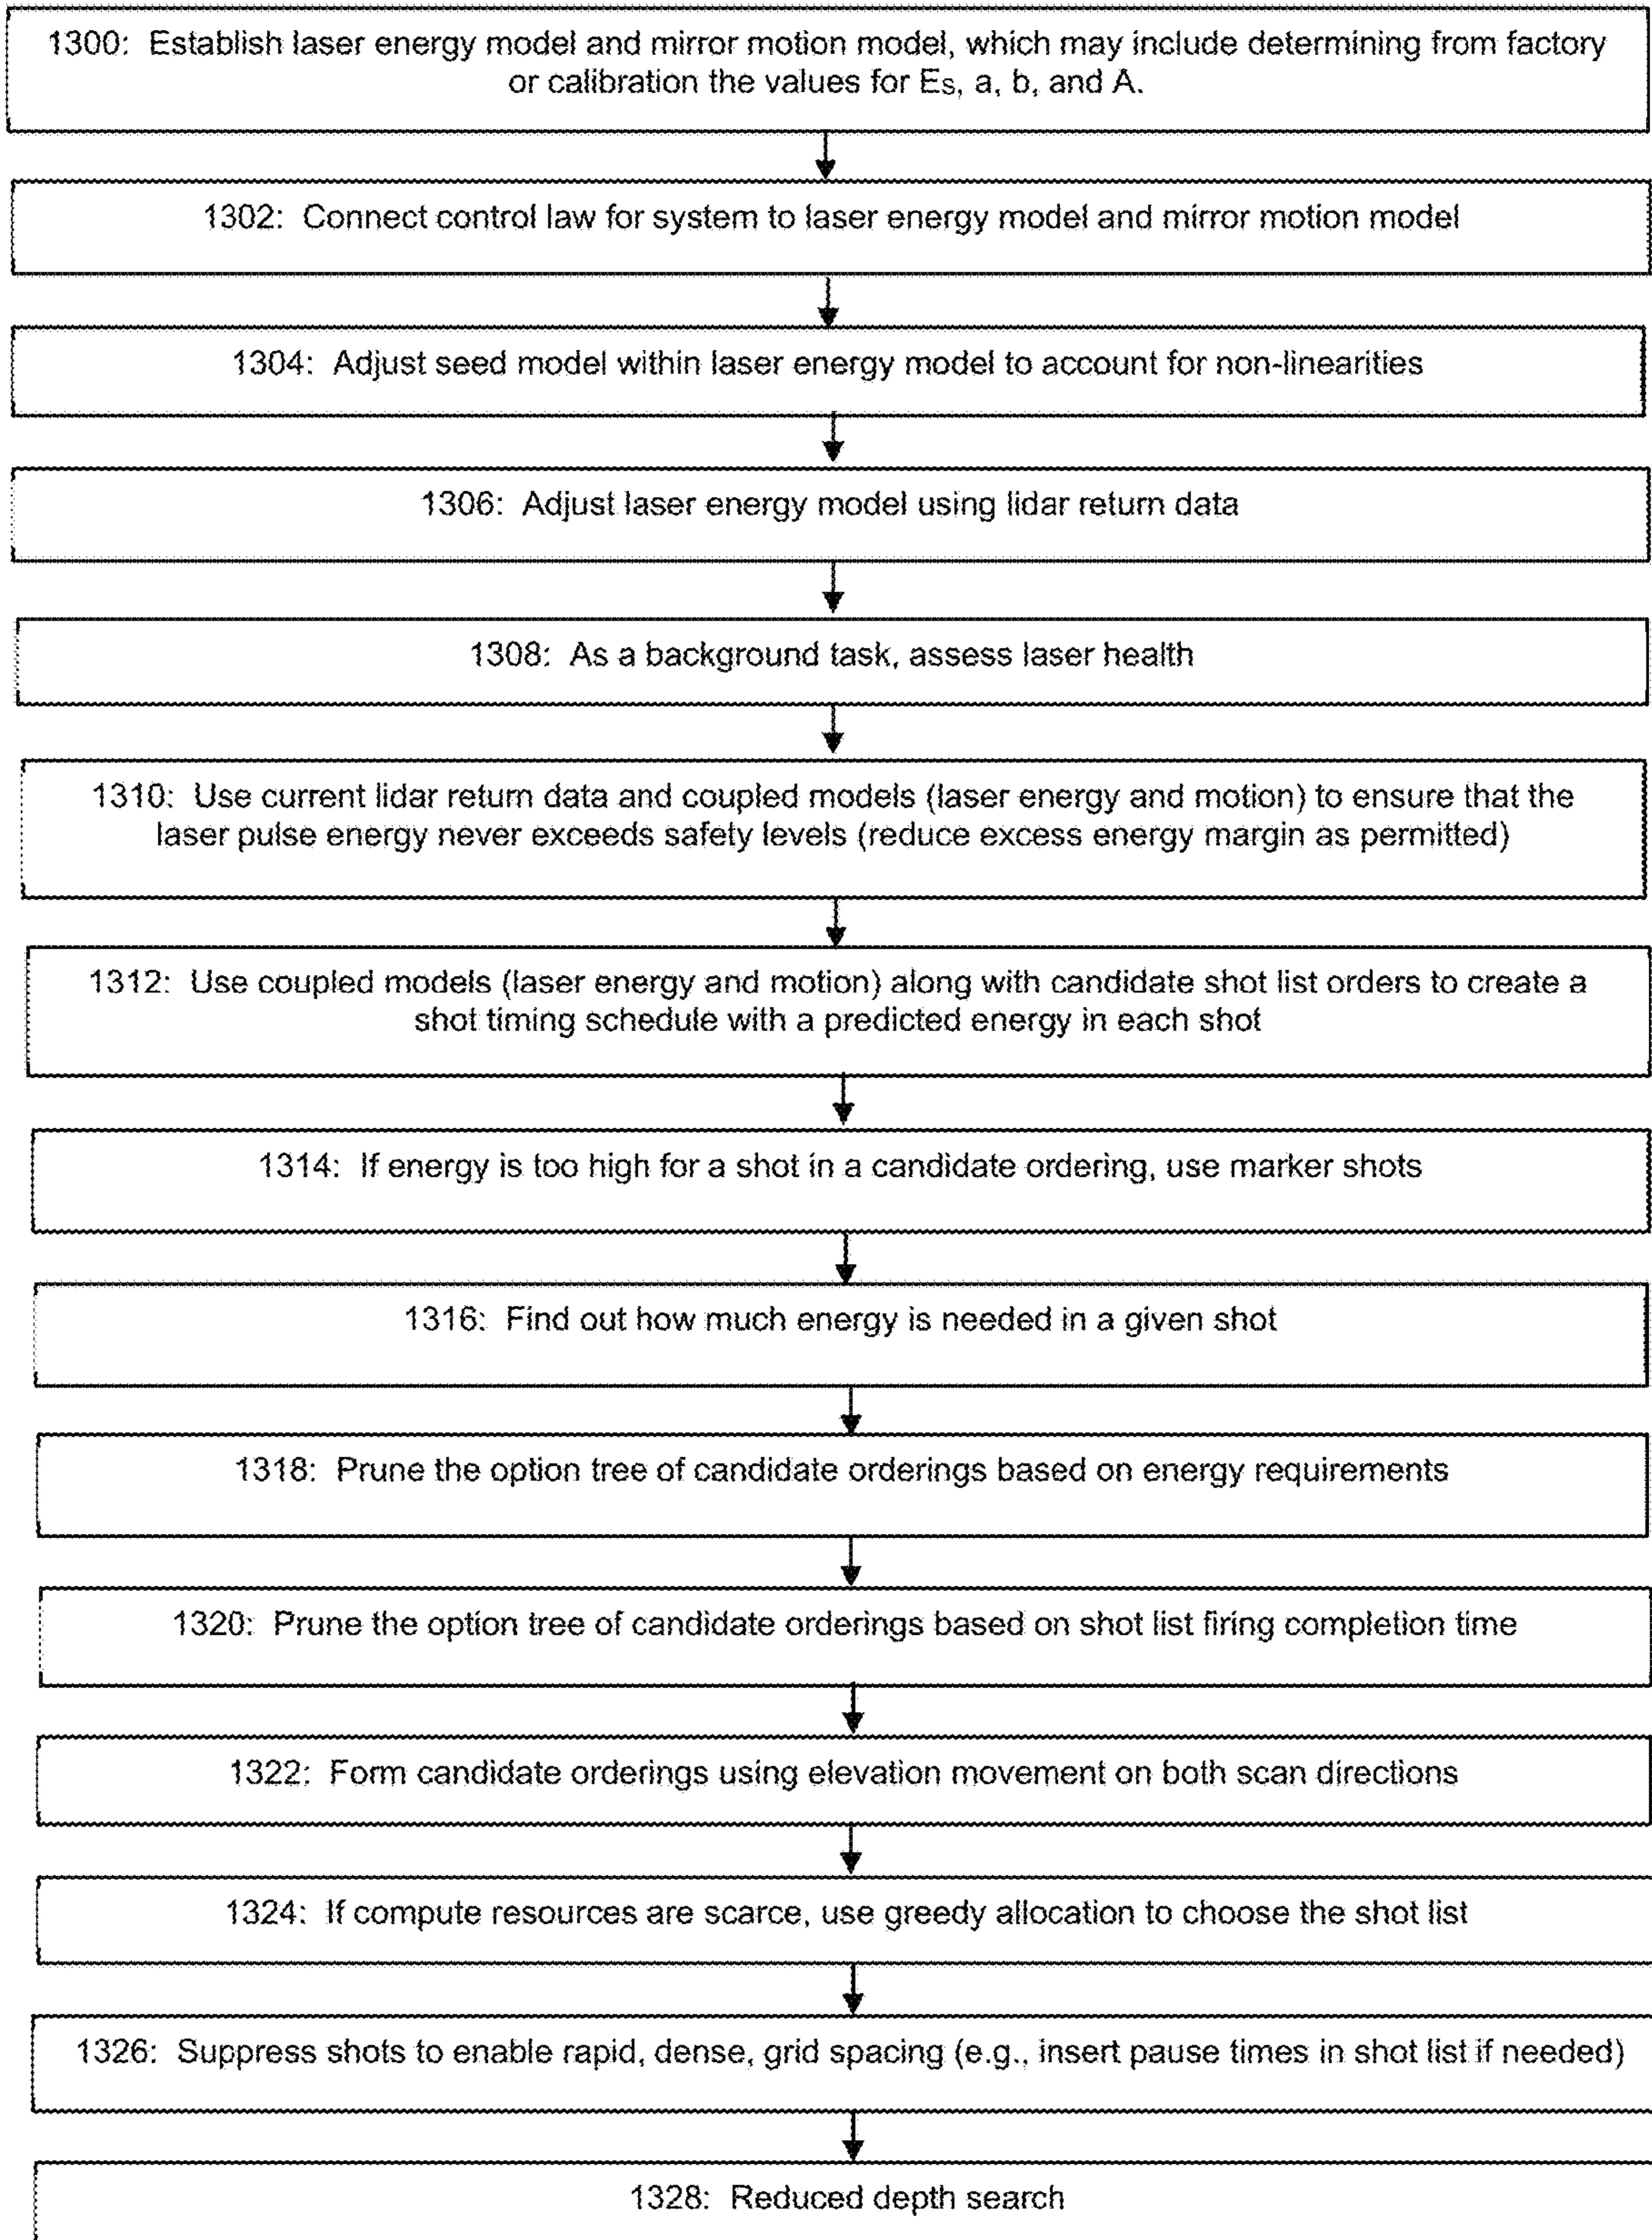 1300: Establish laser energy model and mirror motion model, which may include determining from factory
or calibration the values for Es, a, b, and A.
1302: Connect control law for system to laser energy model and mirror motion model
1304: Adjust seed model within laser energy model to account for non-linearities
1306: Adjust laser energy model using lidar return data
1308: As a background task, assess laser health
1310: Use current lidar return data and coupled models (laser energy and motion) to ensure that the
laser pulse energy never exceeds safety levels (reduce excess energy margin as permitted)
1312: Use coupled models (laser energy and motion) along with candidate shot list orders to create a
shot timing schedule with a predicted energy in each shot
1314: If energy is too high for a shot in a candidate ordering, use marker shots
1316: Find out how much energy is needed in a given shot
1318: Prune the option tree of candidate orderings based on energy requirements
1320: Prune the option tree of candidate orderings based on shot list firing completion time
1322: Form candidate orderings using elevation movement on both scan directions
1324: If compute resources are scarce, use greedy allocation to choose the shot list
1326: Suppress shots to enable rapid, dense, grid spacing (e.g., insert pause times in shot list if needed)
1328: Reduced depth search